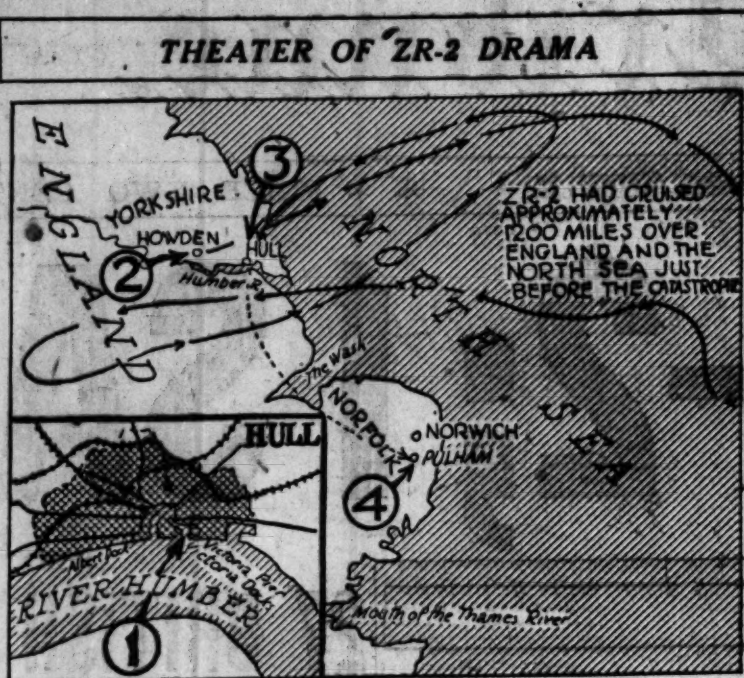 THEATER OF ZR-2 DRAMA
ENGLAND
YORKSHIRE
3
HOWDEN
HULL
2
Humber R.
NORTH SEA
ZR-2 HAD CRUISED
APPROXIMATELY
1200 MILES OVER
ENGLAND AND THE
NORTH SEA JUST
BEFORE THE CATASTROPHE
The Wash
NORFOLK
NORWICH
PULHAM
4
HULL
Albert Dock
Victoria Pier
Victoria Dock
RIVER HUMBER
1
Mouth of the Thames River